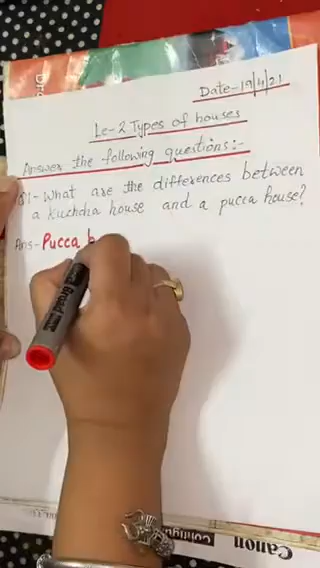 Date-19/4/21
Le-2 Types of houses
Answer the following questions:-
Q1- What are the differences between
a kuchcha house and a pucca house?
Ans- Pucca h
Canon